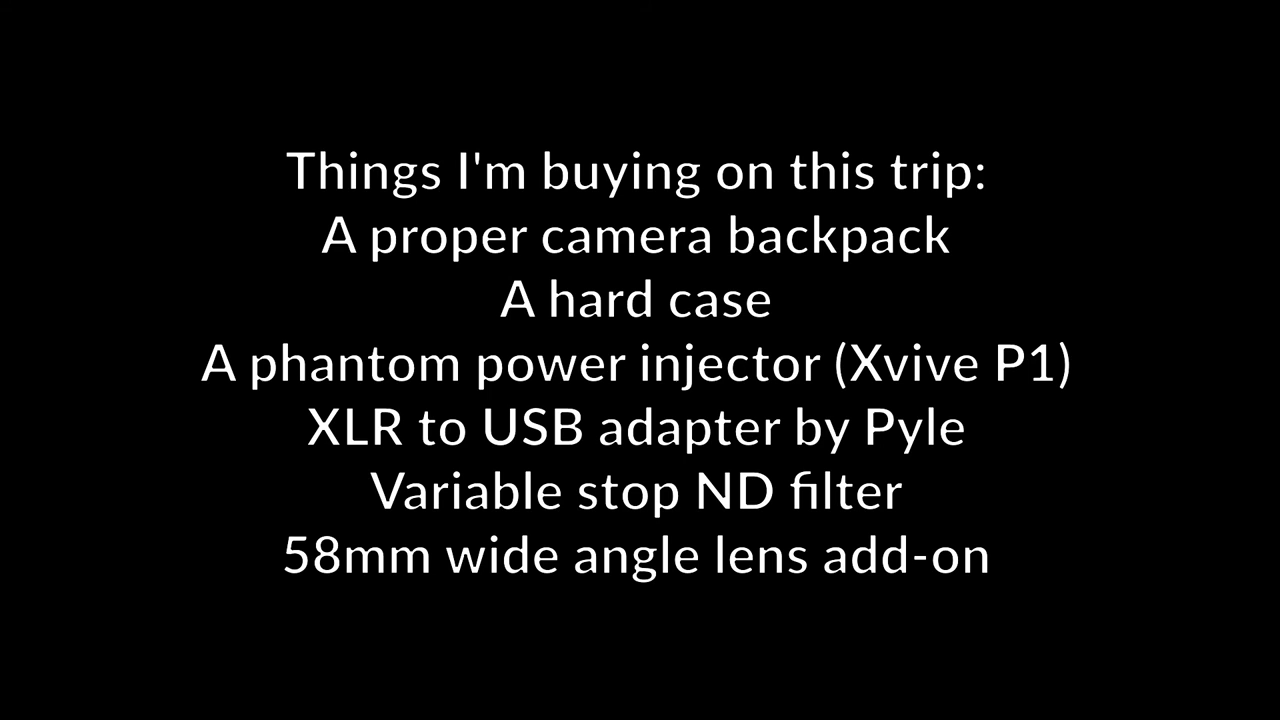 Things I'm buying on this trip:
A proper camera backpack
A hard case
A phantom power injector (Xvive P1)
XLR to USB adapter by Pyle
Variable stop ND filter
58mm wide angle lens add-on